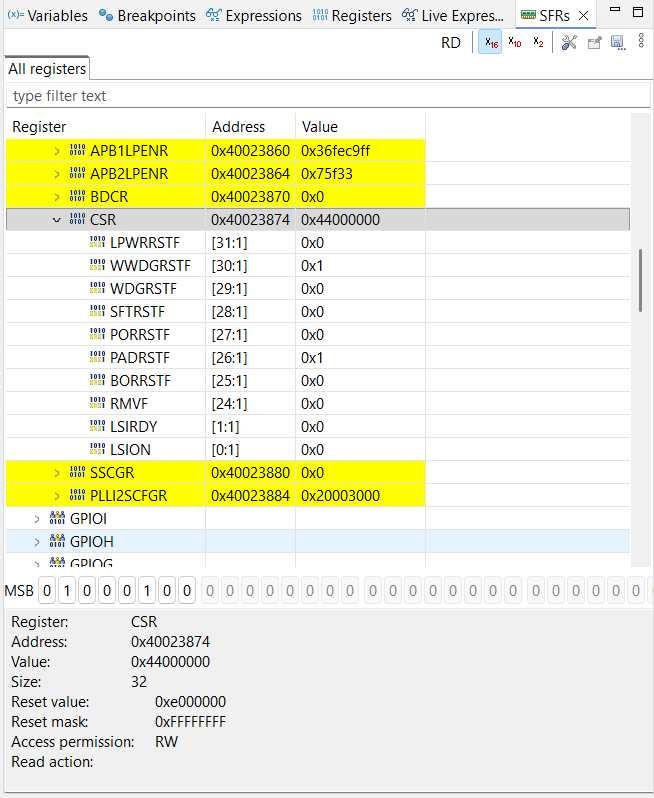 (x)= Variables Breakpoints Expressions Registers Live Expres... SFRs
RD X16 X10 X2
All registers
type filter text
Register Address Value
APB1LPENR 0x40023860 0x36fec9ff
APB2LPENR 0x40023864 0x75f33
BDCR 0x40023870 0x0
CSR 0x40023874 0x44000000
LPWRRSTF [31:1] 0x0
WWDGRSTF [30:1] 0x1
WDGRSTF [29:1] 0x0
SFTRSTF [28:1] 0x0
PORRSTF [27:1] 0x0
PADRSTF [26:1] 0x1
BORRSTF [25:1] 0x0
RMVF [24:1] 0x0
LSIRDY [1:1] 0x0
LSION [0:1] 0x0
SSCGR 0x40023880 0x0
PLLI2SCFGR 0x40023884 0x20003000
GPIOI
GPIOH
GPIOG
MSB 0 1 0 0 0 1 0 0 0 0 0 0 0 0 0 0 0 0 0 0 0 0 0 0 0 0 0 0 0 0
Register: CSR
Address: 0x40023874
Value: 0x44000000
Size: 32
Reset value: 0xe000000
Reset mask: 0xFFFFFFFF
Access permission: RW
Read action: